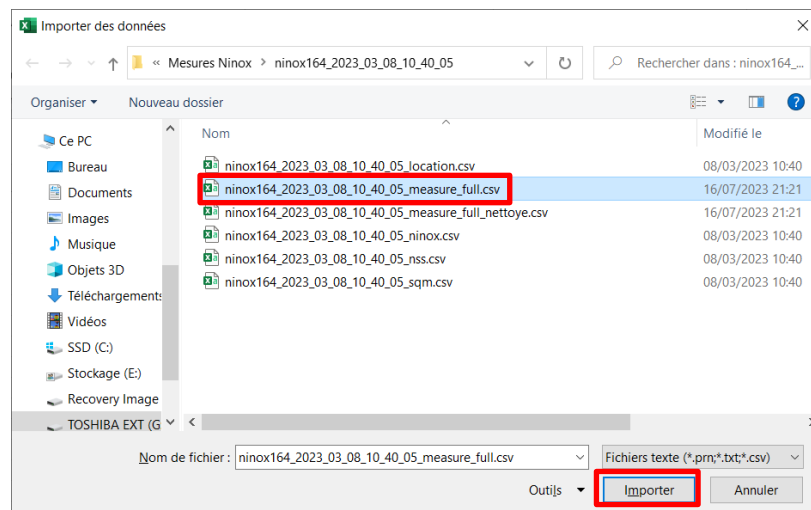 Importer des données
« Mesures Ninox > ninox164_2023_03_08_10_40_05
Rechercher dans : ninox164_...
Organiser Nouveau dossier
Nom Modifié le
Ce PC
Bureau
Documents
Images
Musique
Objets 3D
Téléchargements
Vidéos
SSD (C:)
Stockage (E:)
Recovery Image
TOSHIBA EXT (G
ninox164_2023_03_08_10_40_05_location.csv 08/03/2023 10:40
ninox164_2023_03_08_10_40_05_measure_full.csv 16/07/2023 21:21
ninox164_2023_03_08_10_40_05_measure_full_nettoye.csv 16/07/2023 21:21
ninox164_2023_03_08_10_40_05_ninox.csv 08/03/2023 10:40
ninox164_2023_03_08_10_40_05_nss.csv 08/03/2023 10:40
ninox164_2023_03_08_10_40_05_sqm.csv 08/03/2023 10:40
Nom de fichier : ninox164_2023_03_08_10_40_05_measure_full.csv Fichiers texte (*.prn;*.txt;*.csv)
Outils Importer Annuler